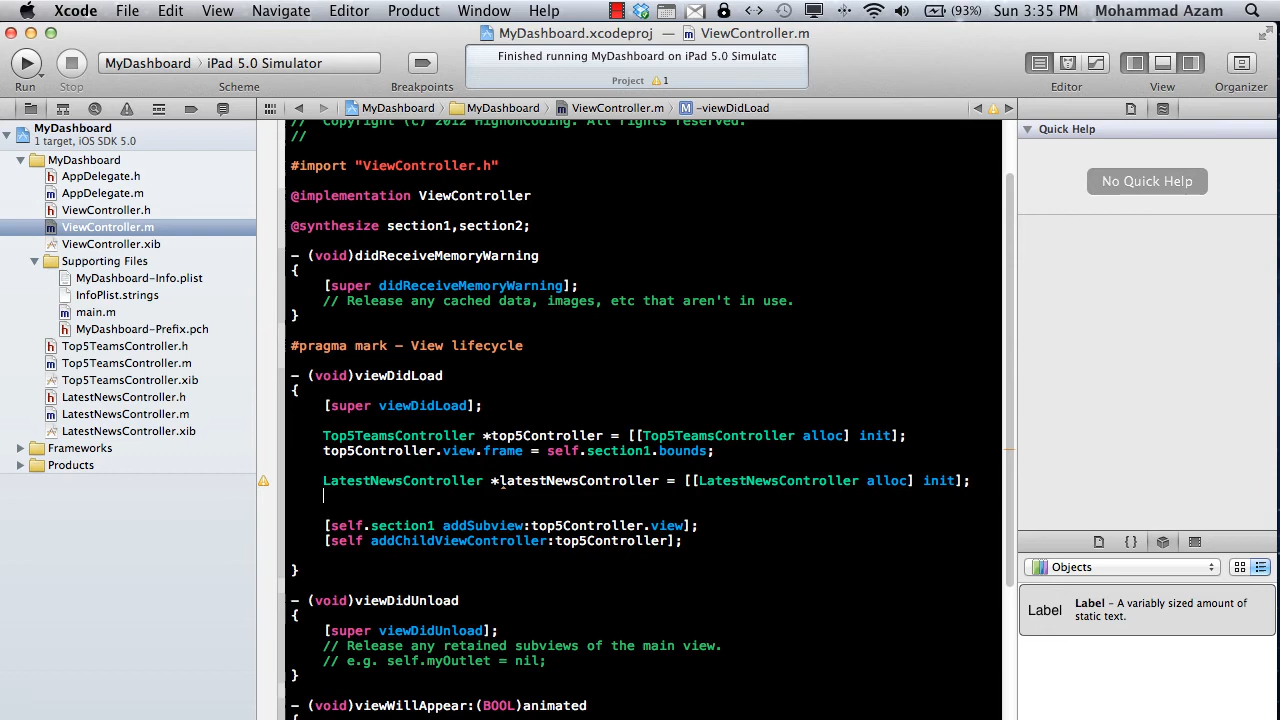 Xcode File Edit View Navigate Editor Product Window Help (93%) Sun 3:35 PM Mohammad Azam
MyDashboard.xcodeproj — ViewController.m
MyDashboard iPad 5.0 Simulator
Finished running MyDashboard on iPad 5.0 Simulatc
Project 1
Run Stop Scheme Breakpoints Editor View Organizer
MyDashboard MyDashboard ViewController.m -viewDidLoad
MyDashboard
1 target, iOS SDK 5.0
MyDashboard
AppDelegate.h
AppDelegate.m
ViewController.h
ViewController.m
ViewController.xib
Supporting Files
MyDashboard-Info.plist
InfoPlist.strings
main.m
MyDashboard-Prefix.pch
Top5TeamsController.h
Top5TeamsController.m
Top5TeamsController.xib
LatestNewsController.h
LatestNewsController.m
LatestNewsController.xib
Frameworks
Products
// Copyright (c) 2012 HighOnCoding. All rights reserved.
//
#import "ViewController.h"
@implementation ViewController
@synthesize section1,section2;
- (void)didReceiveMemoryWarning
{
[super didReceiveMemoryWarning];
// Release any cached data, images, etc that aren't in use.
}
#pragma mark - View lifecycle
- (void)viewDidLoad
{
[super viewDidLoad];
Top5TeamsController *top5Controller = [[Top5TeamsController alloc] init];
top5Controller.view.frame = self.section1.bounds;
LatestNewsController *latestNewsController = [[LatestNewsController alloc] init];
[self.section1 addSubview:top5Controller.view];
[self addChildViewController:top5Controller];
}
- (void)viewDidUnload
{
[super viewDidUnload];
// Release any retained subviews of the main view.
// e.g. self.myOutlet = nil;
}
- (void)viewWillAppear:(BOOL)animated
{
Quick Help
No Quick Help
Objects
Label
Label - A variably sized amount of
static text.